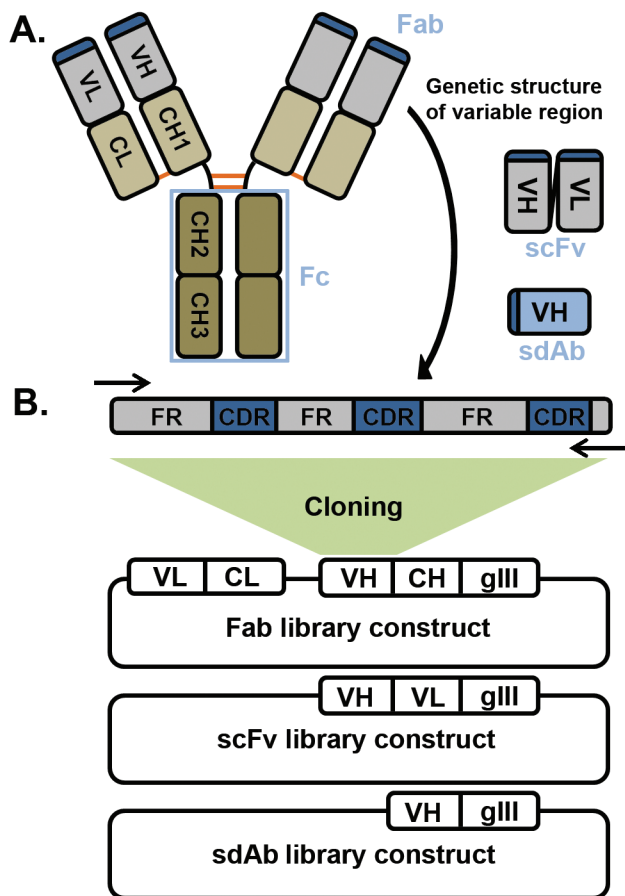 A.
Fab
VL
VH
CL
CH1
Genetic structure
of variable region
VH
VL
scFv
CH2
CH3
Fc
VH
sdAb
B.
FR CDR FR CDR FR CDR
Cloning
VL CL VH CH gIII
Fab library construct
VH VL gIII
scFv library construct
VH gIII
sdAb library construct